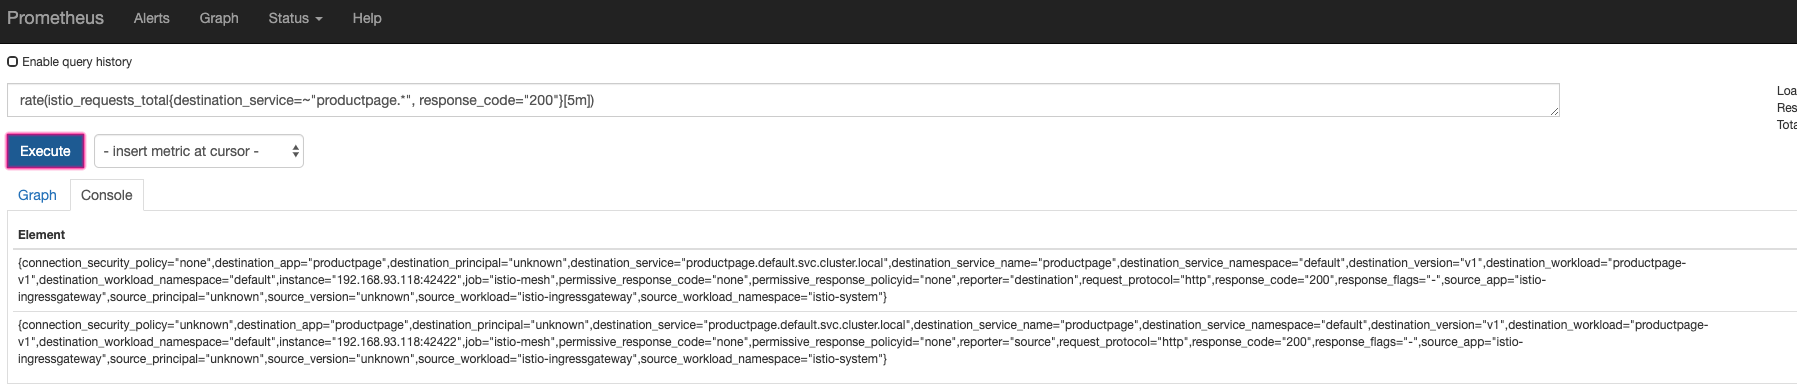 Prometheus Alerts Graph Status Help
Enable query history
rate(istio_requests_total{destination_service=~"productpage.*", response_code="200"}[5m])
Loa
Res
Tota
Execute - insert metric at cursor -
Graph Console
Element
{connection_security_policy="none",destination_app="productpage",destination_principal="unknown",destination_service="productpage.default.svc.cluster.local",destination_service_name="productpage",destination_service_namespace="default",destination_version="v1",destination_workload="productpage-
v1",destination_workload_namespace="default",instance="192.168.93.118:42422",job="istio-mesh",permissive_response_code="none",permissive_response_policyid="none",reporter="destination",request_protocol="http",response_code="200",response_flags="-",source_app="istio-
ingressgateway",source_principal="unknown",source_version="unknown",source_workload="istio-ingressgateway",source_workload_namespace="istio-system"}
{connection_security_policy="unknown",destination_app="productpage",destination_principal="unknown",destination_service="productpage.default.svc.cluster.local",destination_service_name="productpage",destination_service_namespace="default",destination_version="v1",destination_workload="productpage-
v1",destination_workload_namespace="default",instance="192.168.93.118:42422",job="istio-mesh",permissive_response_code="none",permissive_response_policyid="none",reporter="source",request_protocol="http",response_code="200",response_flags="-",source_app="istio-
ingressgateway",source_principal="unknown",source_version="unknown",source_workload="istio-ingressgateway",source_workload_namespace="istio-system"}